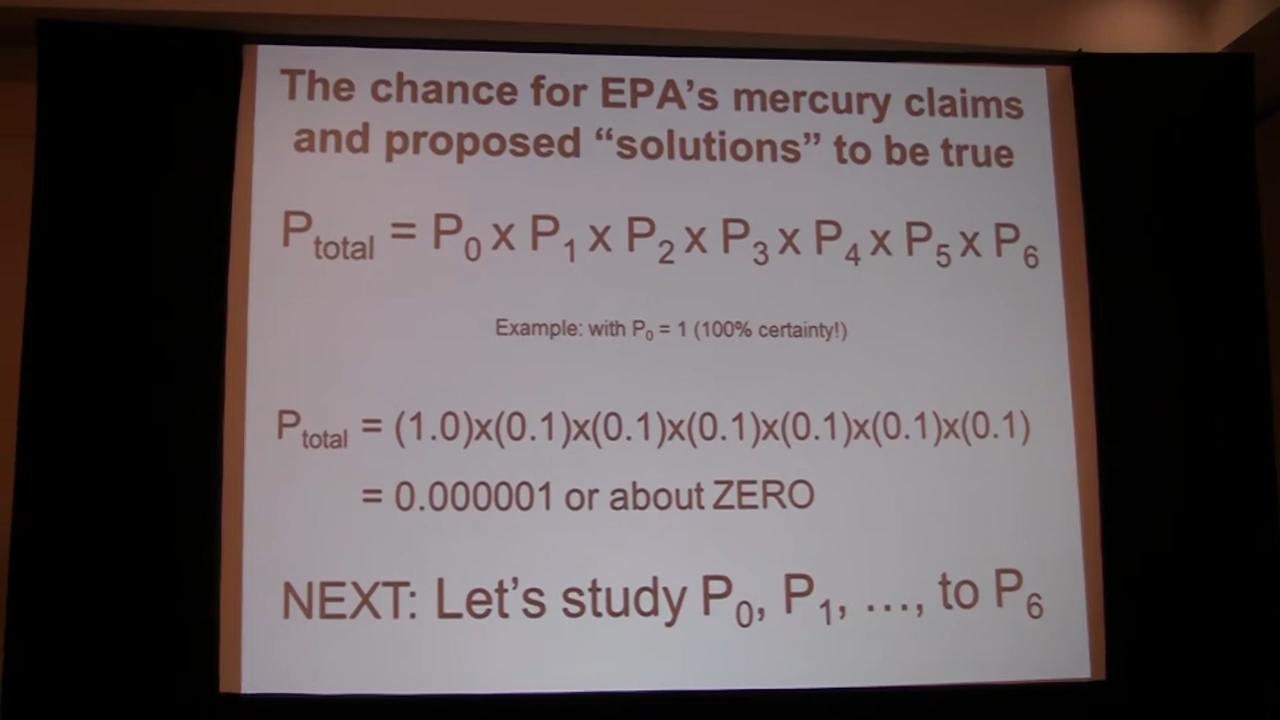 The chance for EPA's mercury claims
and proposed “solutions” to be true
P₍total₎ = P₀ x P₁ x P₂ x P₃ x P₄ x P₅ x P₆
Example: with P₀ = 1 (100% certainty!)
P₍total₎ = (1.0)x(0.1)x(0.1)x(0.1)x(0.1)x(0.1)x(0.1)
= 0.000001 or about ZERO
NEXT: Let's study P₀, P₁, ..., to P₆